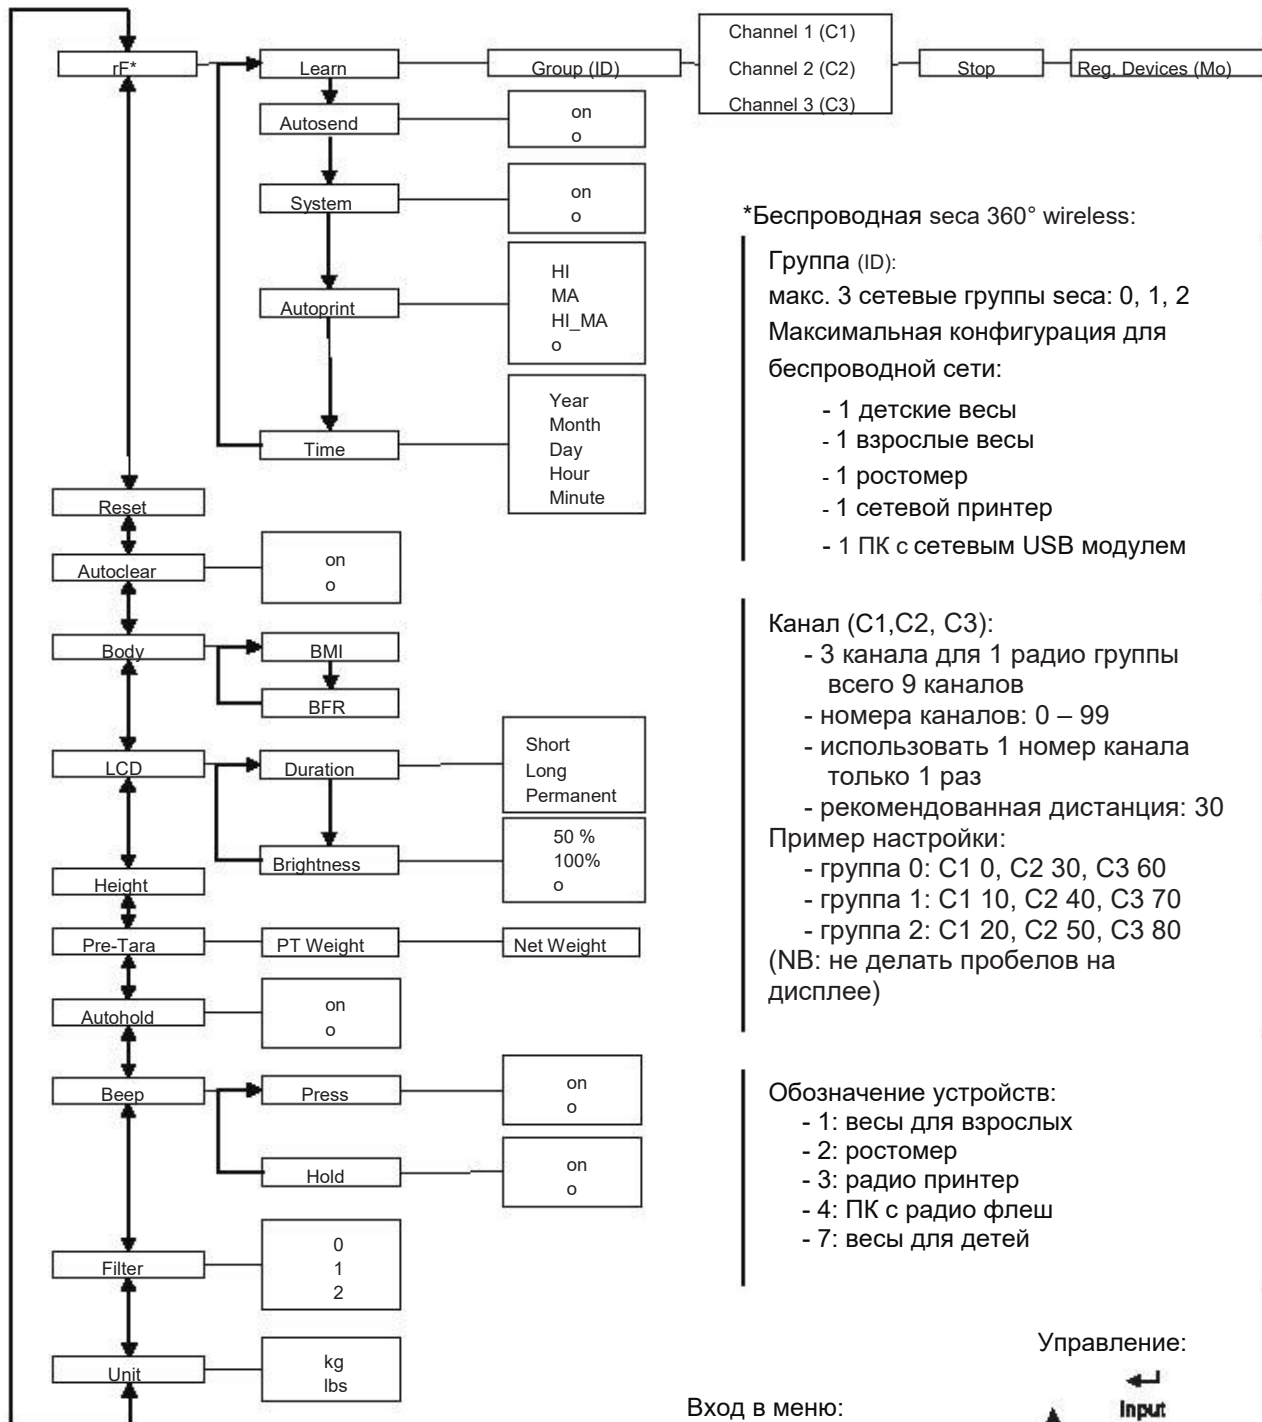 rF*
Learn
Group (ID)
Channel 1 (C1)
Channel 2 (C2)
Channel 3 (C3)
Stop
Reg. Devices (Mo)
Autosend
on
o
System
on
o
Autoprint
HI
MA
HI_MA
o
Time
Year
Month
Day
Hour
Minute
Reset
Autoclear
on
o
Body
BMI
BFR
LCD
Duration
Short
Long
Permanent
Brightness
50 %
100%
o
Height
Pre-Tara
PT Weight
Net Weight
Autohold
on
o
Beep
Press
on
o
Hold
on
o
Filter
0
1
2
Unit
kg
lbs
*Беспроводная seca 360° wireless:
Группа (ID):
макс. 3 сетевые группы seca: 0, 1, 2
Максимальная конфигурация для
беспроводной сети:
- 1 детские весы
- 1 взрослые весы
- 1 ростомер
- 1 сетевой принтер
- 1 ПК с сетевым USB модулем
Канал (C1,C2, C3):
- 3 канала для 1 радио группы
всего 9 каналов
- номера каналов: 0 – 99
- использовать 1 номер канала
только 1 раз
- рекомендованная дистанция: 30
Пример настройки:
- группа 0: C1 0, C2 30, C3 60
- группа 1: C1 10, C2 40, C3 70
- группа 2: C1 20, C2 50, C3 80
(NB: не делать пробелов на
дисплее)
Обозначение устройств:
- 1: весы для взрослых
- 2: ростомер
- 3: радио принтер
- 4: ПК с радио флеш
- 7: весы для детей
Управление:
Input
Вход в меню: